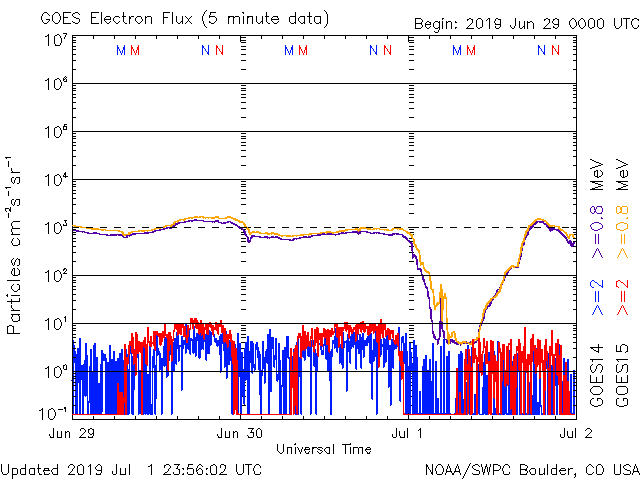 GOES Electron Flux (5 minute data)
Begin: 2019 Jun 29 0000 UTC
M M N N M M N N M M N N
10⁷
10⁶
10⁵
10⁴
10³
10²
10¹
10⁰
10⁻¹
Particles cm⁻²s⁻¹sr⁻¹
Jun 29 Jun 30 Jul 1 Jul 2
Universal Time
GOES14 >=2 >=0.8 MeV
GOES15 >=2 >=0.8 MeV
Updated 2019 Jul 1 23:56:02 UTC
NOAA/SWPC Boulder, CO USA